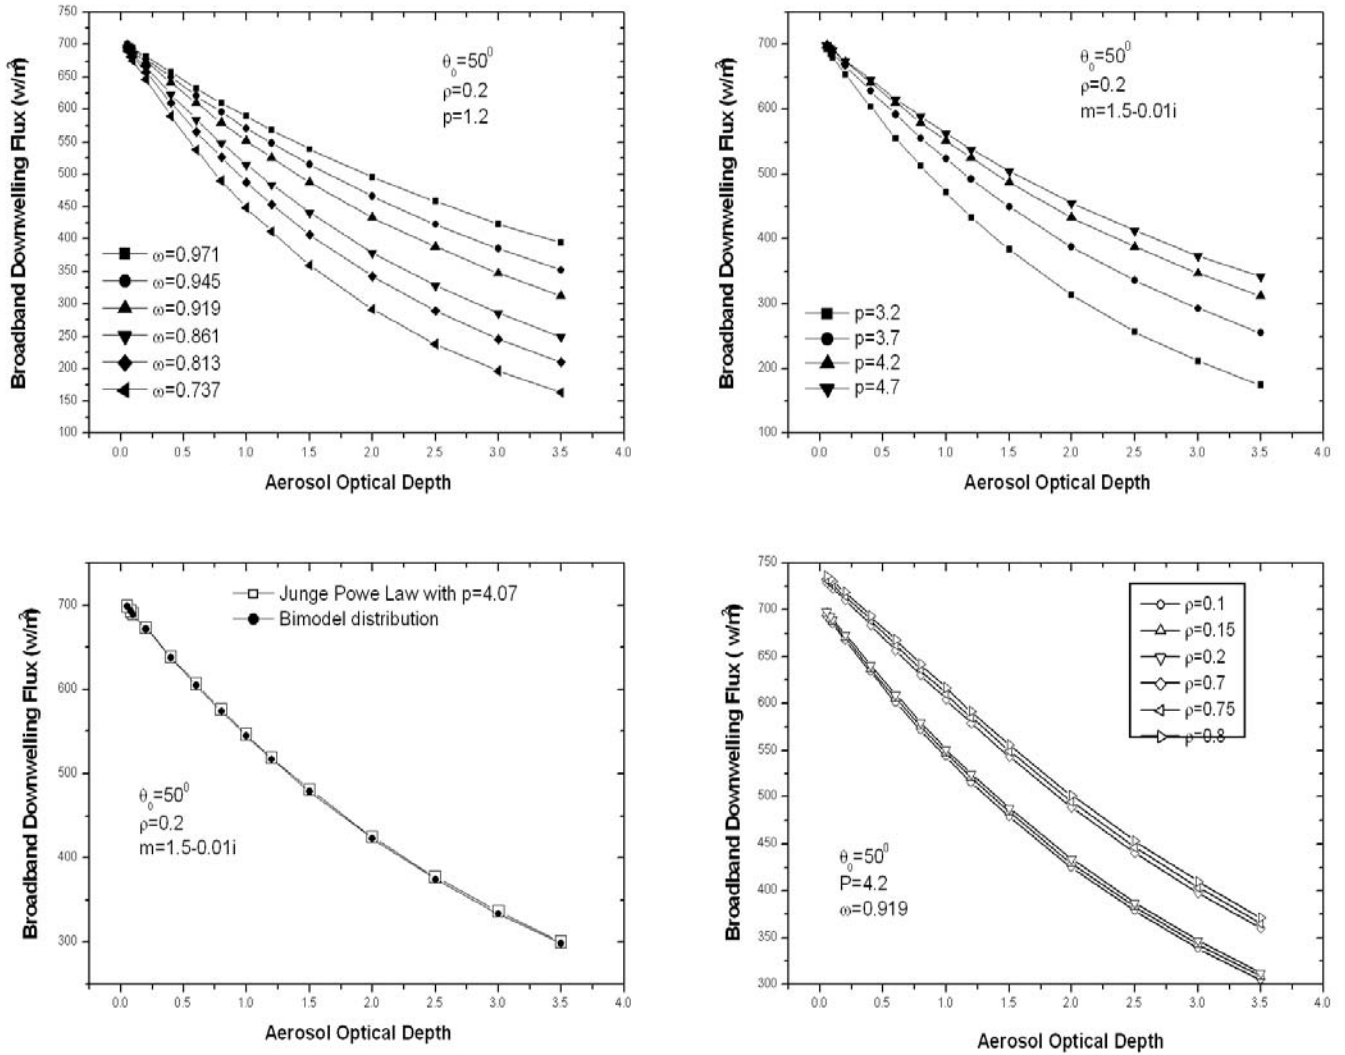 750
700
650
600
550
500
450
400
350
300
250
200
150
100
Broadband Downwelling Flux (w/m²)
θ₀=50⁰
ρ=0.2
p=1.2
ω=0.971
ω=0.945
ω=0.919
ω=0.861
ω=0.813
ω=0.737
0.0 0.5 1.0 1.5 2.0 2.5 3.0 3.5 4.0
Aerosol Optical Depth
700
600
500
400
300
200
100
Broadband Downwelling Flux (w/m²)
θ₀=50⁰
ρ=0.2
m=1.5-0.01i
p=3.2
p=3.7
p=4.2
p=4.7
0.0 0.5 1.0 1.5 2.0 2.5 3.0 3.5 4.0
Aerosol Optical Depth
700
600
500
400
300
Broadband Downwelling Flux (w/m²)
Junge Powe Law with p=4.07
Bimodel distribution
θ₀=50⁰
ρ=0.2
m=1.5-0.01i
0.0 0.5 1.0 1.5 2.0 2.5 3.0 3.5 4.0
Aerosol Optical Depth
750
700
650
600
550
500
450
400
350
300
Broadband Downwelling Flux ( w/m²)
ρ=0.1
ρ=0.15
ρ=0.2
ρ=0.7
ρ=0.75
ρ=0.8
θ₀=50⁰
P=4.2
ω=0.919
0.0 0.5 1.0 1.5 2.0 2.5 3.0 3.5 4.0
Aerosol Optical Depth